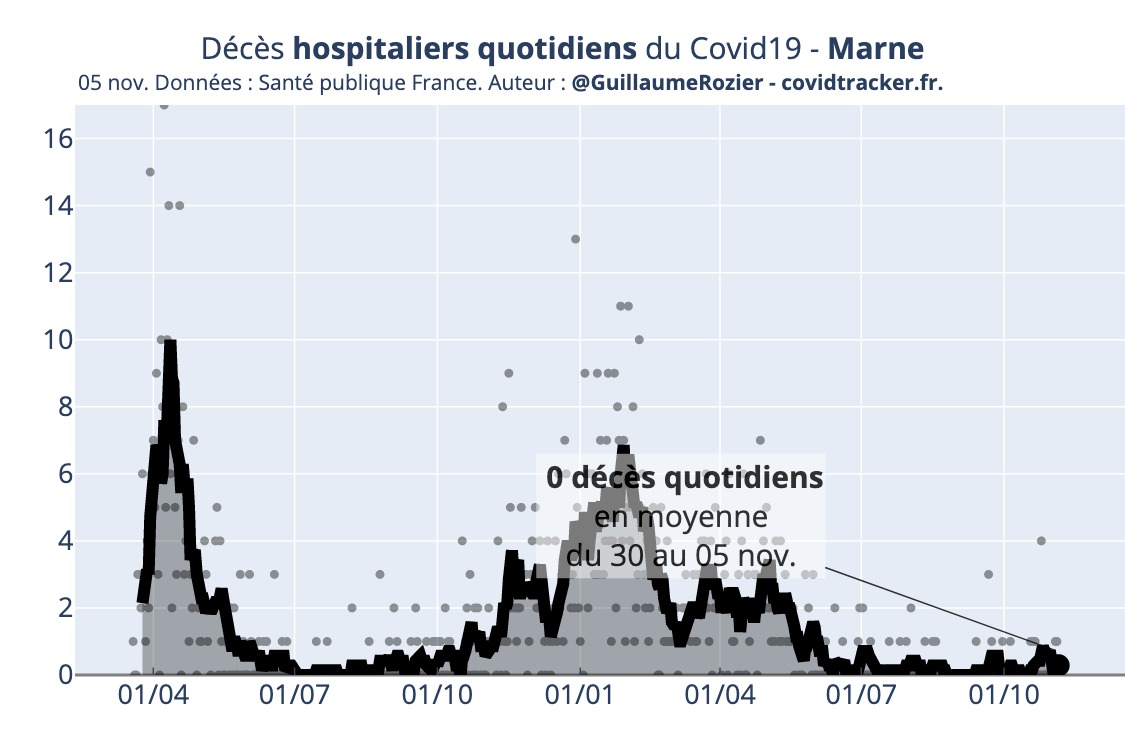 Décès hospitaliers quotidiens du Covid19 - Marne
05 nov. Données : Santé publique France. Auteur : @GuillaumeRozier - covidtracker.fr.
16
14
12
10
8
6
4
2
0
0 décès quotidiens
en moyenne
du 30 au 05 nov.
01/04 01/07 01/10 01/01 01/04 01/07 01/10